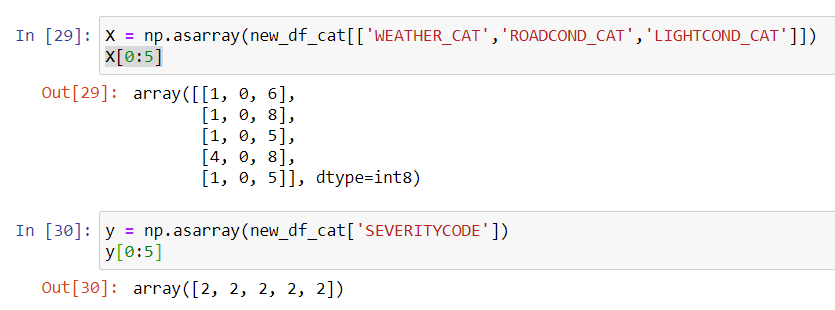 In [29]: X = np.asarray(new_df_cat[['WEATHER_CAT','ROADCOND_CAT','LIGHTCOND_CAT']])
X[0:5]
Out[29]: array([[1, 0, 6],
[1, 0, 8],
[1, 0, 5],
[4, 0, 8],
[1, 0, 5]], dtype=int8)
In [30]: y = np.asarray(new_df_cat['SEVERITYCODE'])
y[0:5]
Out[30]: array([2, 2, 2, 2, 2])